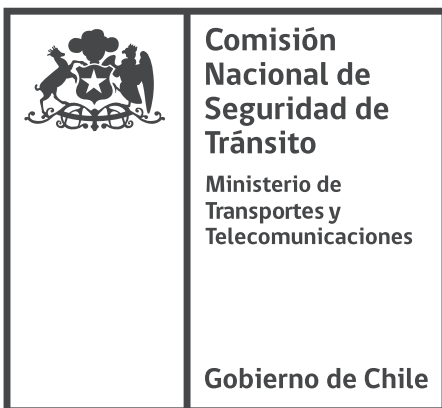 Comisión
Nacional de
Seguridad de
Tránsito
Ministerio de
Transportes y
Telecomunicaciones
Gobierno de Chile